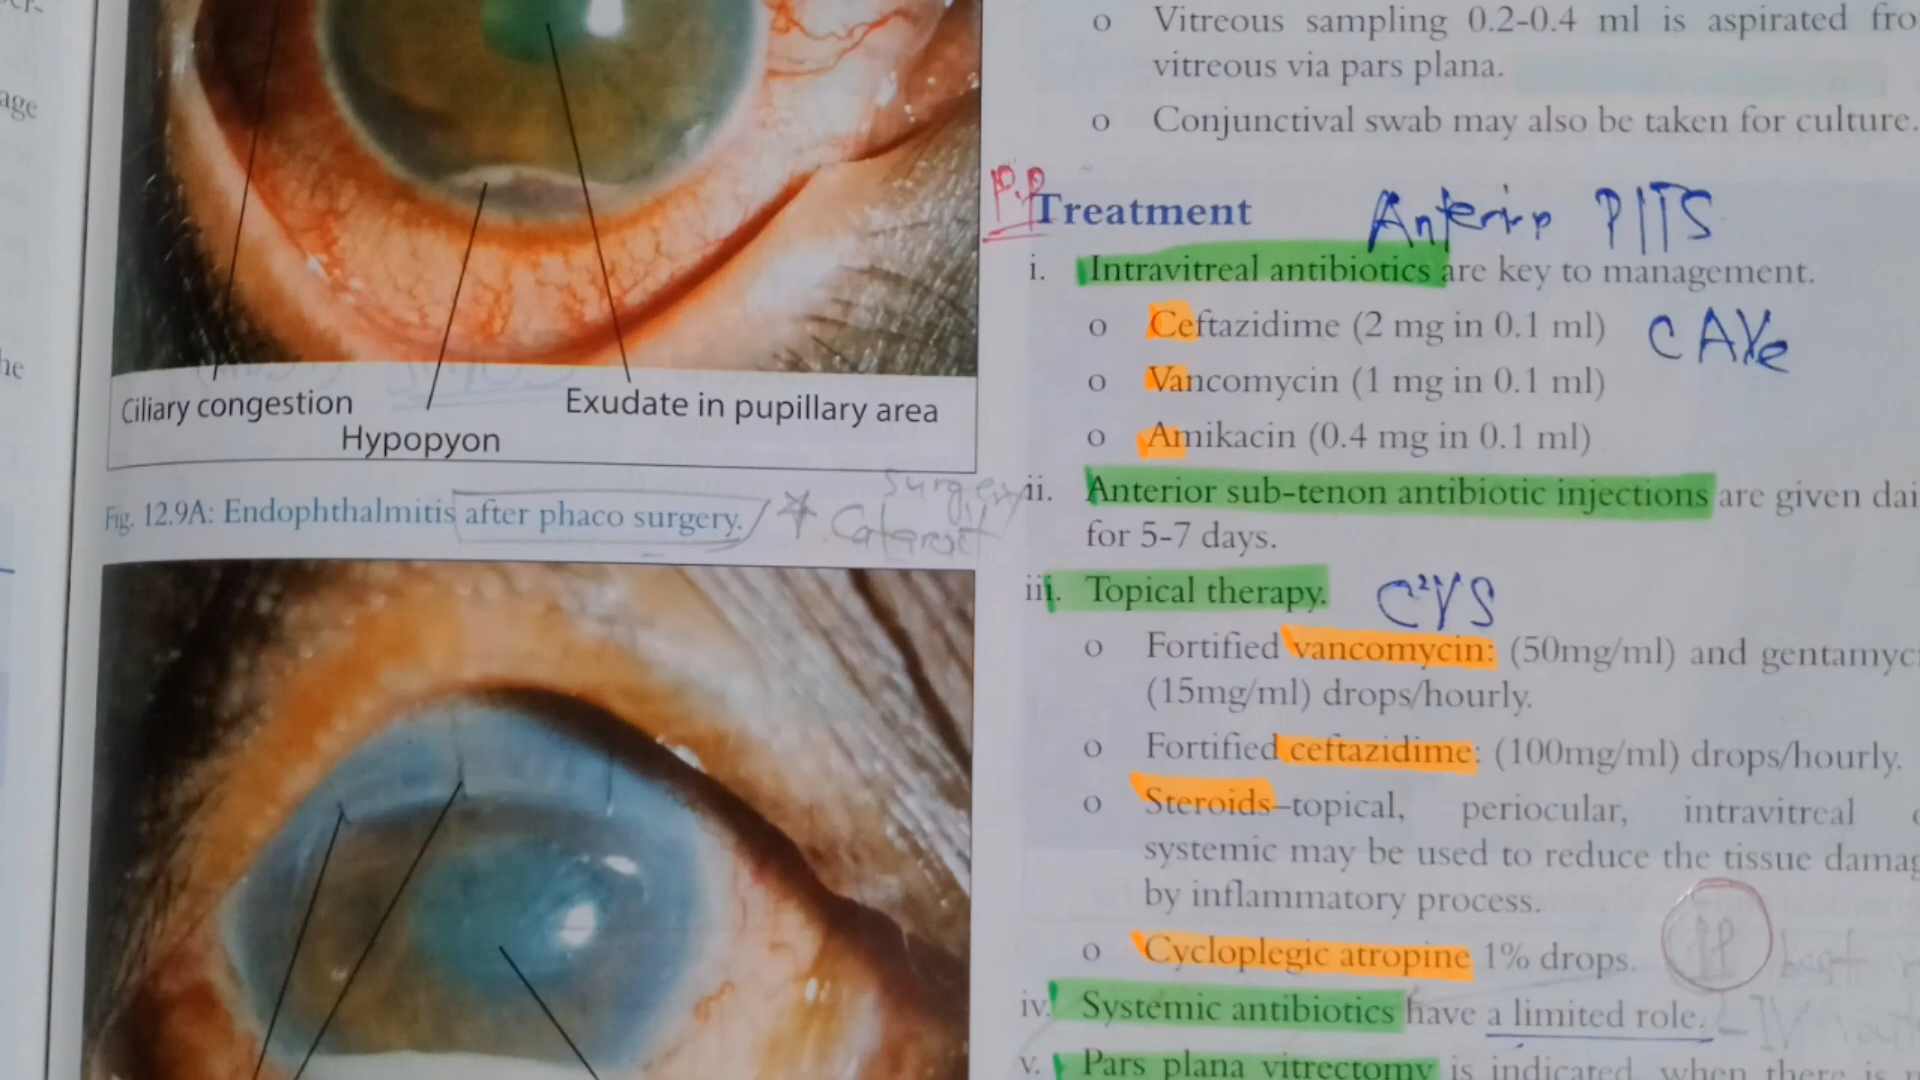 age
he
Ciliary congestion
Hypopyon
Exudate in pupillary area
Fig. 12.9A: Endophthalmitis after phaco surgery.
Surgery
Cataract
o Vitreous sampling 0.2-0.4 ml is aspirated fro
vitreous via pars plana.
o Conjunctival swab may also be taken for culture.
P.P
Treatment Anterior PITS
i. Intravitreal antibiotics are key to management.
o Ceftazidime (2 mg in 0.1 ml) CAVe
o Vancomycin (1 mg in 0.1 ml)
o Amikacin (0.4 mg in 0.1 ml)
ii. Anterior sub-tenon antibiotic injections are given dai
for 5-7 days.
iii. Topical therapy. C²VS
o Fortified vancomycin: (50mg/ml) and gentamyc
(15mg/ml) drops/hourly.
o Fortified ceftazidime: (100mg/ml) drops/hourly.
o Steroids–topical, periocular, intravitreal
systemic may be used to reduce the tissue damag
by inflammatory process.
o Cycloplegic atropine 1% drops. PP
iv. Systemic antibiotics have a limited role. IV
v. Pars plana vitrectomy is indicated when there is